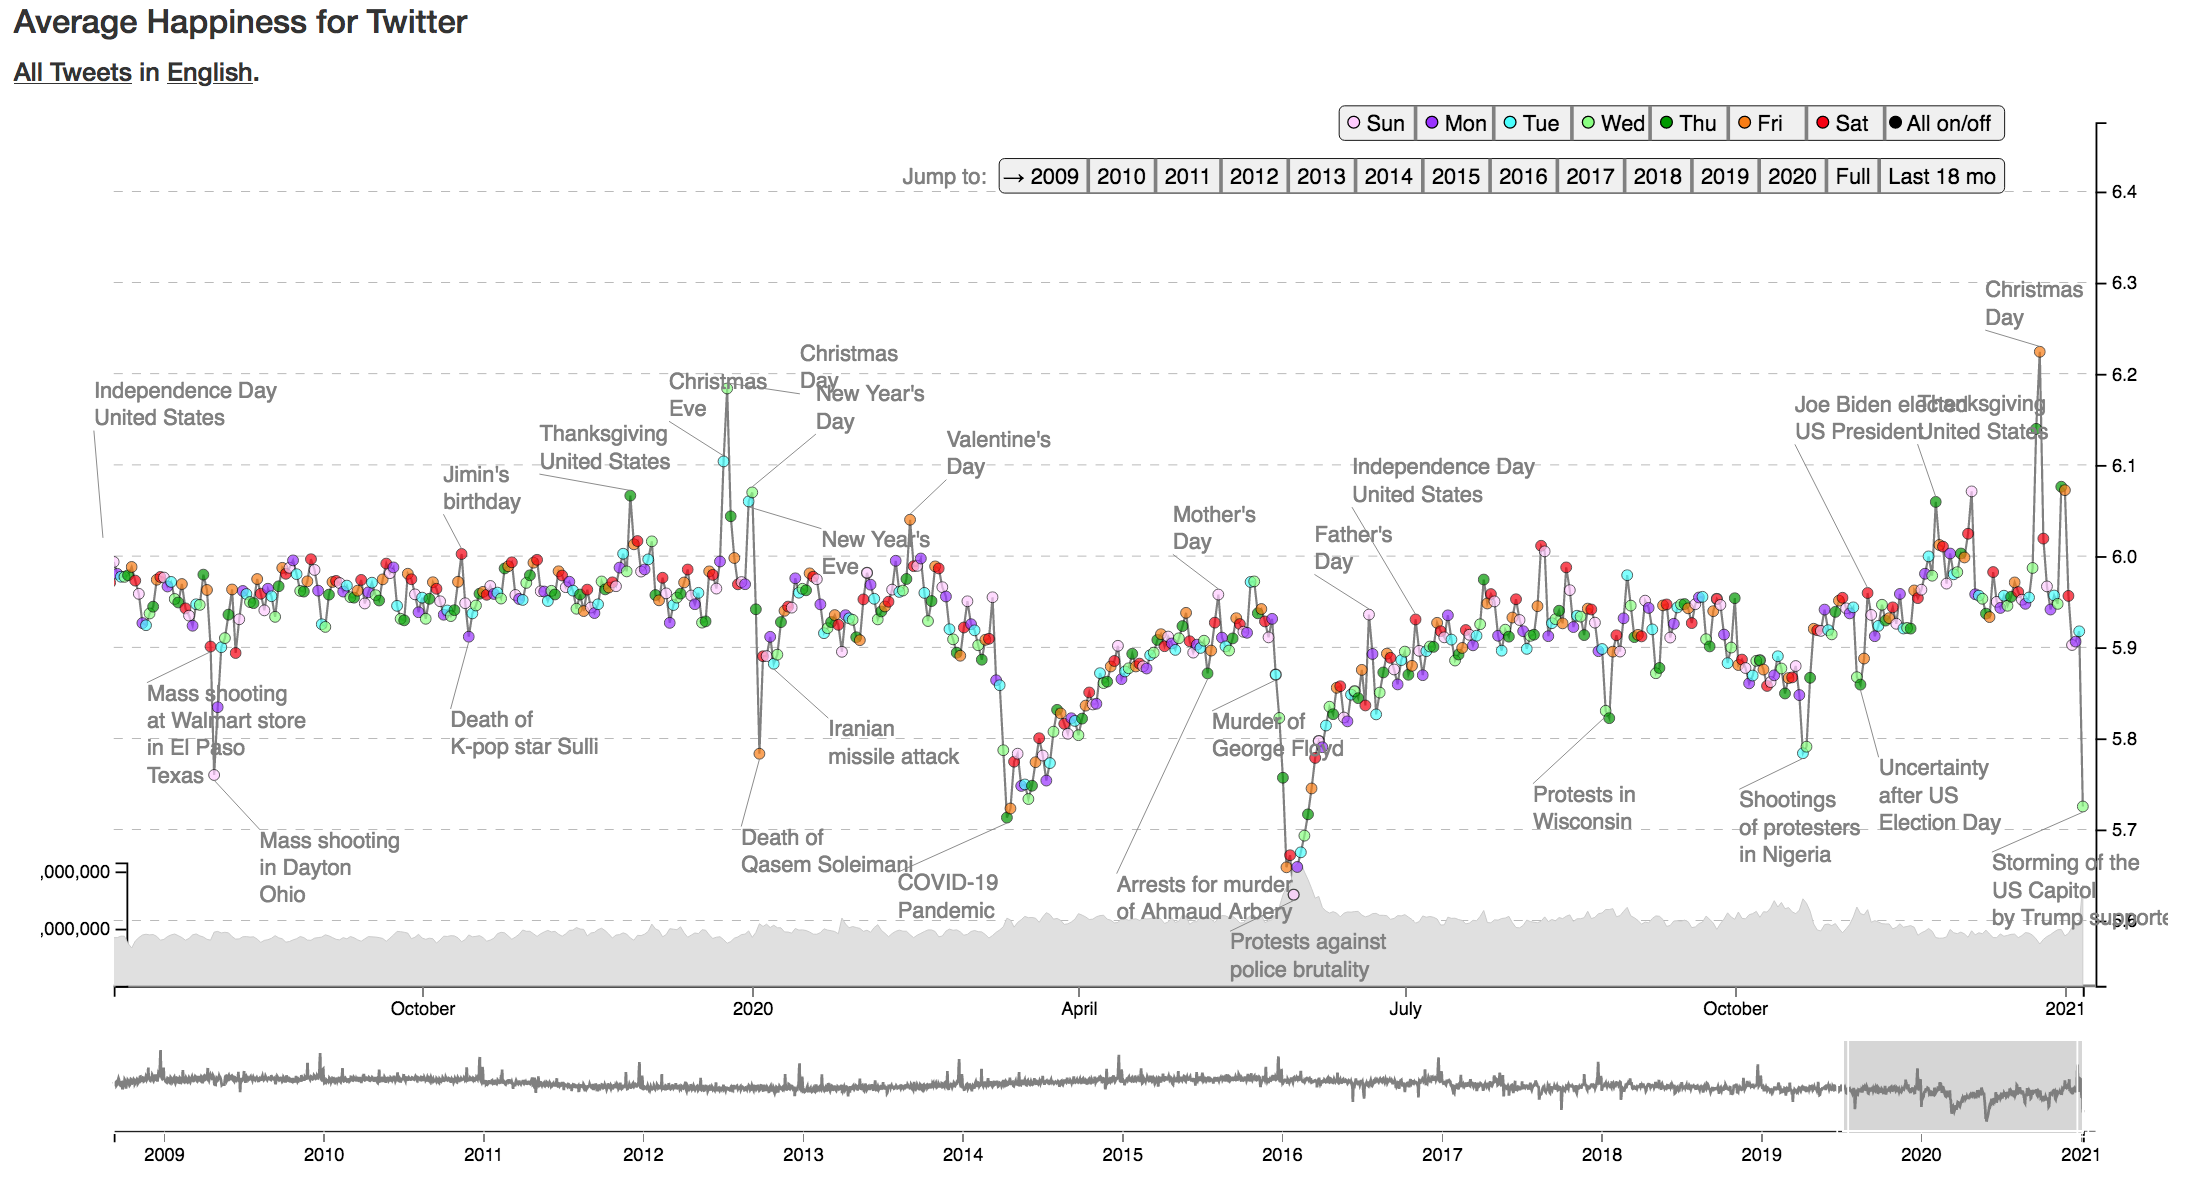 Average Happiness for Twitter
All Tweets in English.
Sun Mon Tue Wed Thu Fri Sat All on/off
Jump to: → 2009 2010 2011 2012 2013 2014 2015 2016 2017 2018 2019 2020 Full Last 18 mo
6.4
6.3
6.2
6.1
6.0
5.9
5.8
5.7
5.6
Independence Day
United States
Mass shooting
at Walmart store
in El Paso
Texas
Mass shooting
in Dayton
Ohio
Jimin's
birthday
Death of
K-pop star Sulli
Thanksgiving
United States
Christmas
Eve
Christmas
Day
New Year's
Day
New Year's
Eve
Death of
Qasem Soleimani
Iranian
missile attack
Valentine's
Day
COVID-19
Pandemic
Arrests for murder
of Ahmaud Arbery
Mother's
Day
Murder of
George Floyd
Protests against
police brutality
Father's
Day
Independence Day
United States
Protests in
Wisconsin
Shootings
of protesters
in Nigeria
Joe Biden elected
US President
Uncertainty
after US
Election Day
Thanksgiving
United States
Christmas
Day
Storming of the
US Capitol
by Trump supporte
,000,000
,000,000
October 2020 April July October 2021
2009 2010 2011 2012 2013 2014 2015 2016 2017 2018 2019 2020 2021